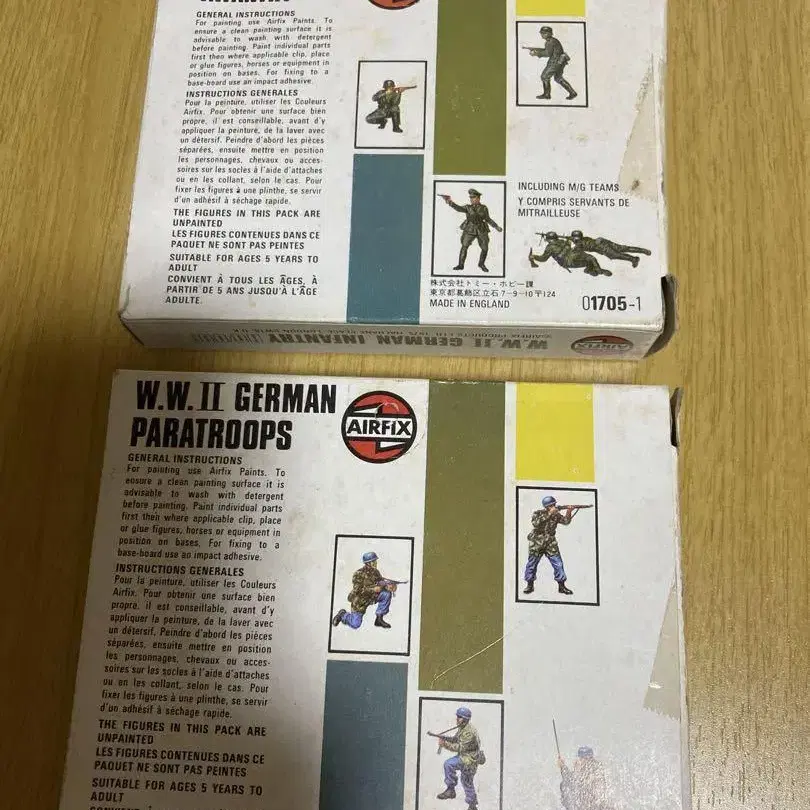 GENERAL INSTRUCTIONS
For painting use Airfix Paints. To
ensure a clean painting surface it is
advisable to wash with detergent
before painting. Paint individual parts
first then where applicable clip, place
or glue figures, horses or equipment in
position on bases. For fixing to a
base-board use an impact adhesive.
INSTRUCTIONS GENERALES
Pour la peinture, utiliser les Couleurs
Airfix. Pour obtenir une surface bien
propre, il est conseillable, avant d'y
appliquer la peinture, de la laver avec
un détersif. Peindre d'abord les pièces
séparées, ensuite mettre en position
les personnages, chevaux ou acces-
soires sur les socles à l'aide d'attaches
ou en les collant, selon le cas. Pour
fixer les figures à une plinthe, se servir
d'un adhésif à séchage rapide.
THE FIGURES IN THIS PACK ARE
UNPAINTED
LES FIGURES CONTENUES DANS CE
PAQUET NE SONT PAS PEINTES
SUITABLE FOR AGES 5 YEARS TO
ADULT
CONVIENT À TOUS LES ÂGES, À
PARTIR DE 5 ANS JUSQU'À L'ÂGE
ADULTE.
INCLUDING M/G TEAMS
Y COMPRIS SERVANTS DE
MITRAILLEUSE
株式会社トミー・ホビー課
東京都葛飾区立石7-9-10〒124
MADE IN ENGLAND
01705-1
W.W.II GERMAN INFANTRY
AIRFIX
W.W.II GERMAN
PARATROOPS
AIRFIX
GENERAL INSTRUCTIONS
For painting use Airfix Paints. To
ensure a clean painting surface it is
advisable to wash with detergent
before painting. Paint individual parts
first then where applicable clip, place
or glue figures, horses or equipment in
position on bases. For fixing to a
base-board use an impact adhesive.
INSTRUCTIONS GENERALES
Pour la peinture, utiliser les Couleurs
Airfix. Pour obtenir une surface bien
propre, il est conseillable, avant d'y
appliquer la peinture, de la laver avec
un détersif. Peindre d'abord les pièces
séparées, ensuite mettre en position
les personnages, chevaux ou acces-
soires sur les socles à l'aide d'attaches
ou en les collant, selon le cas. Pour
fixer les figures à une plinthe, se servir
d'un adhésif à séchage rapide.
THE FIGURES IN THIS PACK ARE
UNPAINTED
LES FIGURES CONTENUES DANS CE
PAQUET NE SONT PAS PEINTES
SUITABLE FOR AGES 5 YEARS TO
ADULT